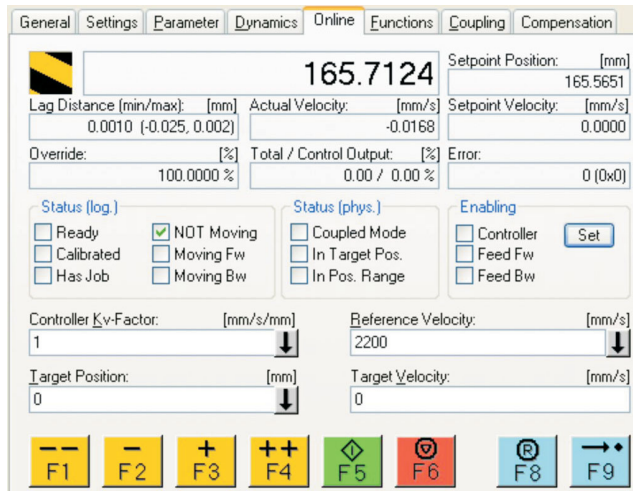 General Settings Parameter Dynamics Online Functions Coupling Compensation
165.7124
Setpoint Position: [mm]
165.5651
Lag Distance (min/max): [mm] Actual Velocity: [mm/s] Setpoint Velocity: [mm/s]
0.0010 (-0.025, 0.002) -0.0168 0.0000
Override: [%] Total / Control Output: [%] Error:
100.0000 % 0.00 / 0.00 % 0 (0x0)
Status (log.) Status (phys.) Enabling
Ready NOT Moving Coupled Mode Controller Set
Calibrated Moving Fw In Target Pos. Feed Fw
Has Job Moving Bw In Pos. Range Feed Bw
Controller Kv-Factor: [mm/s/mm] Reference Velocity: [mm/s]
1 2200
Target Position: [mm] Target Velocity: [mm/s]
0 0
-- - + ++ ® →•
F1 F2 F3 F4 F5 F6 F8 F9